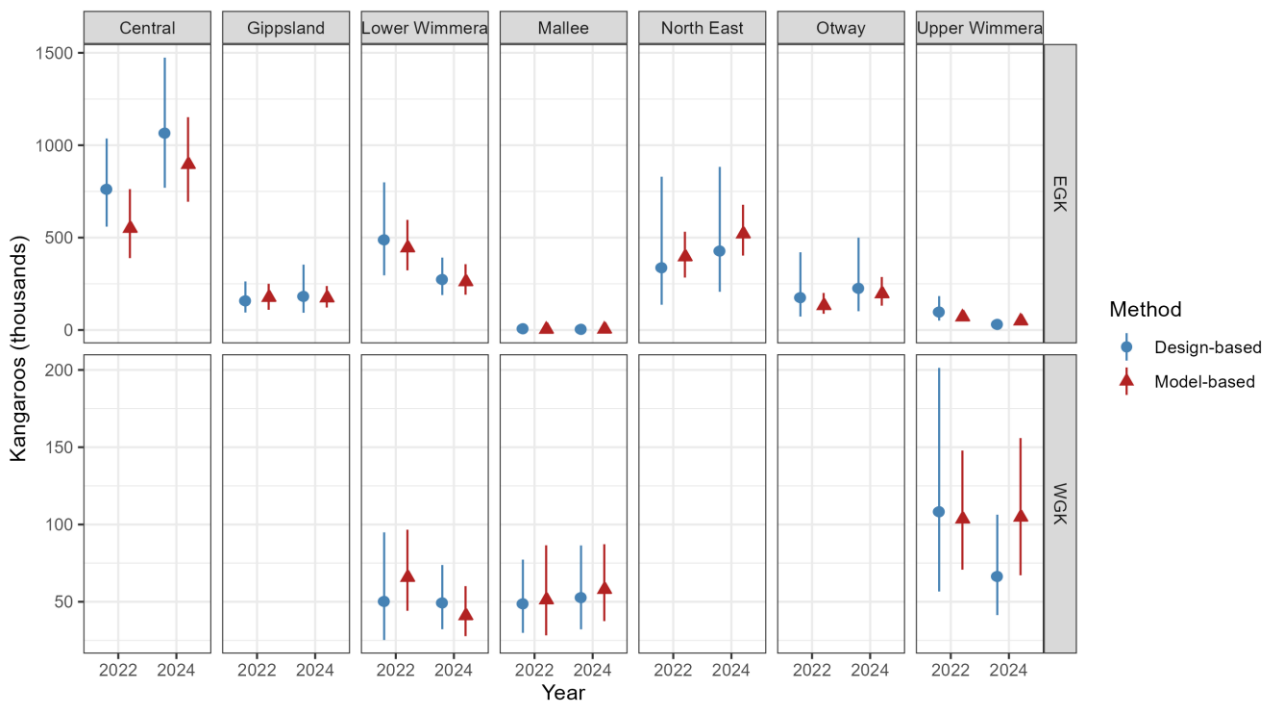 Central Gippsland Lower Wimmera Mallee North East Otway Upper Wimmera
1500
1000
500
0
EGK
Kangaroos (thousands)
200
150
100
50
WGK
2022 2024 2022 2024 2022 2024 2022 2024 2022 2024 2022 2024 2022 2024
Year
Method
Design-based
Model-based